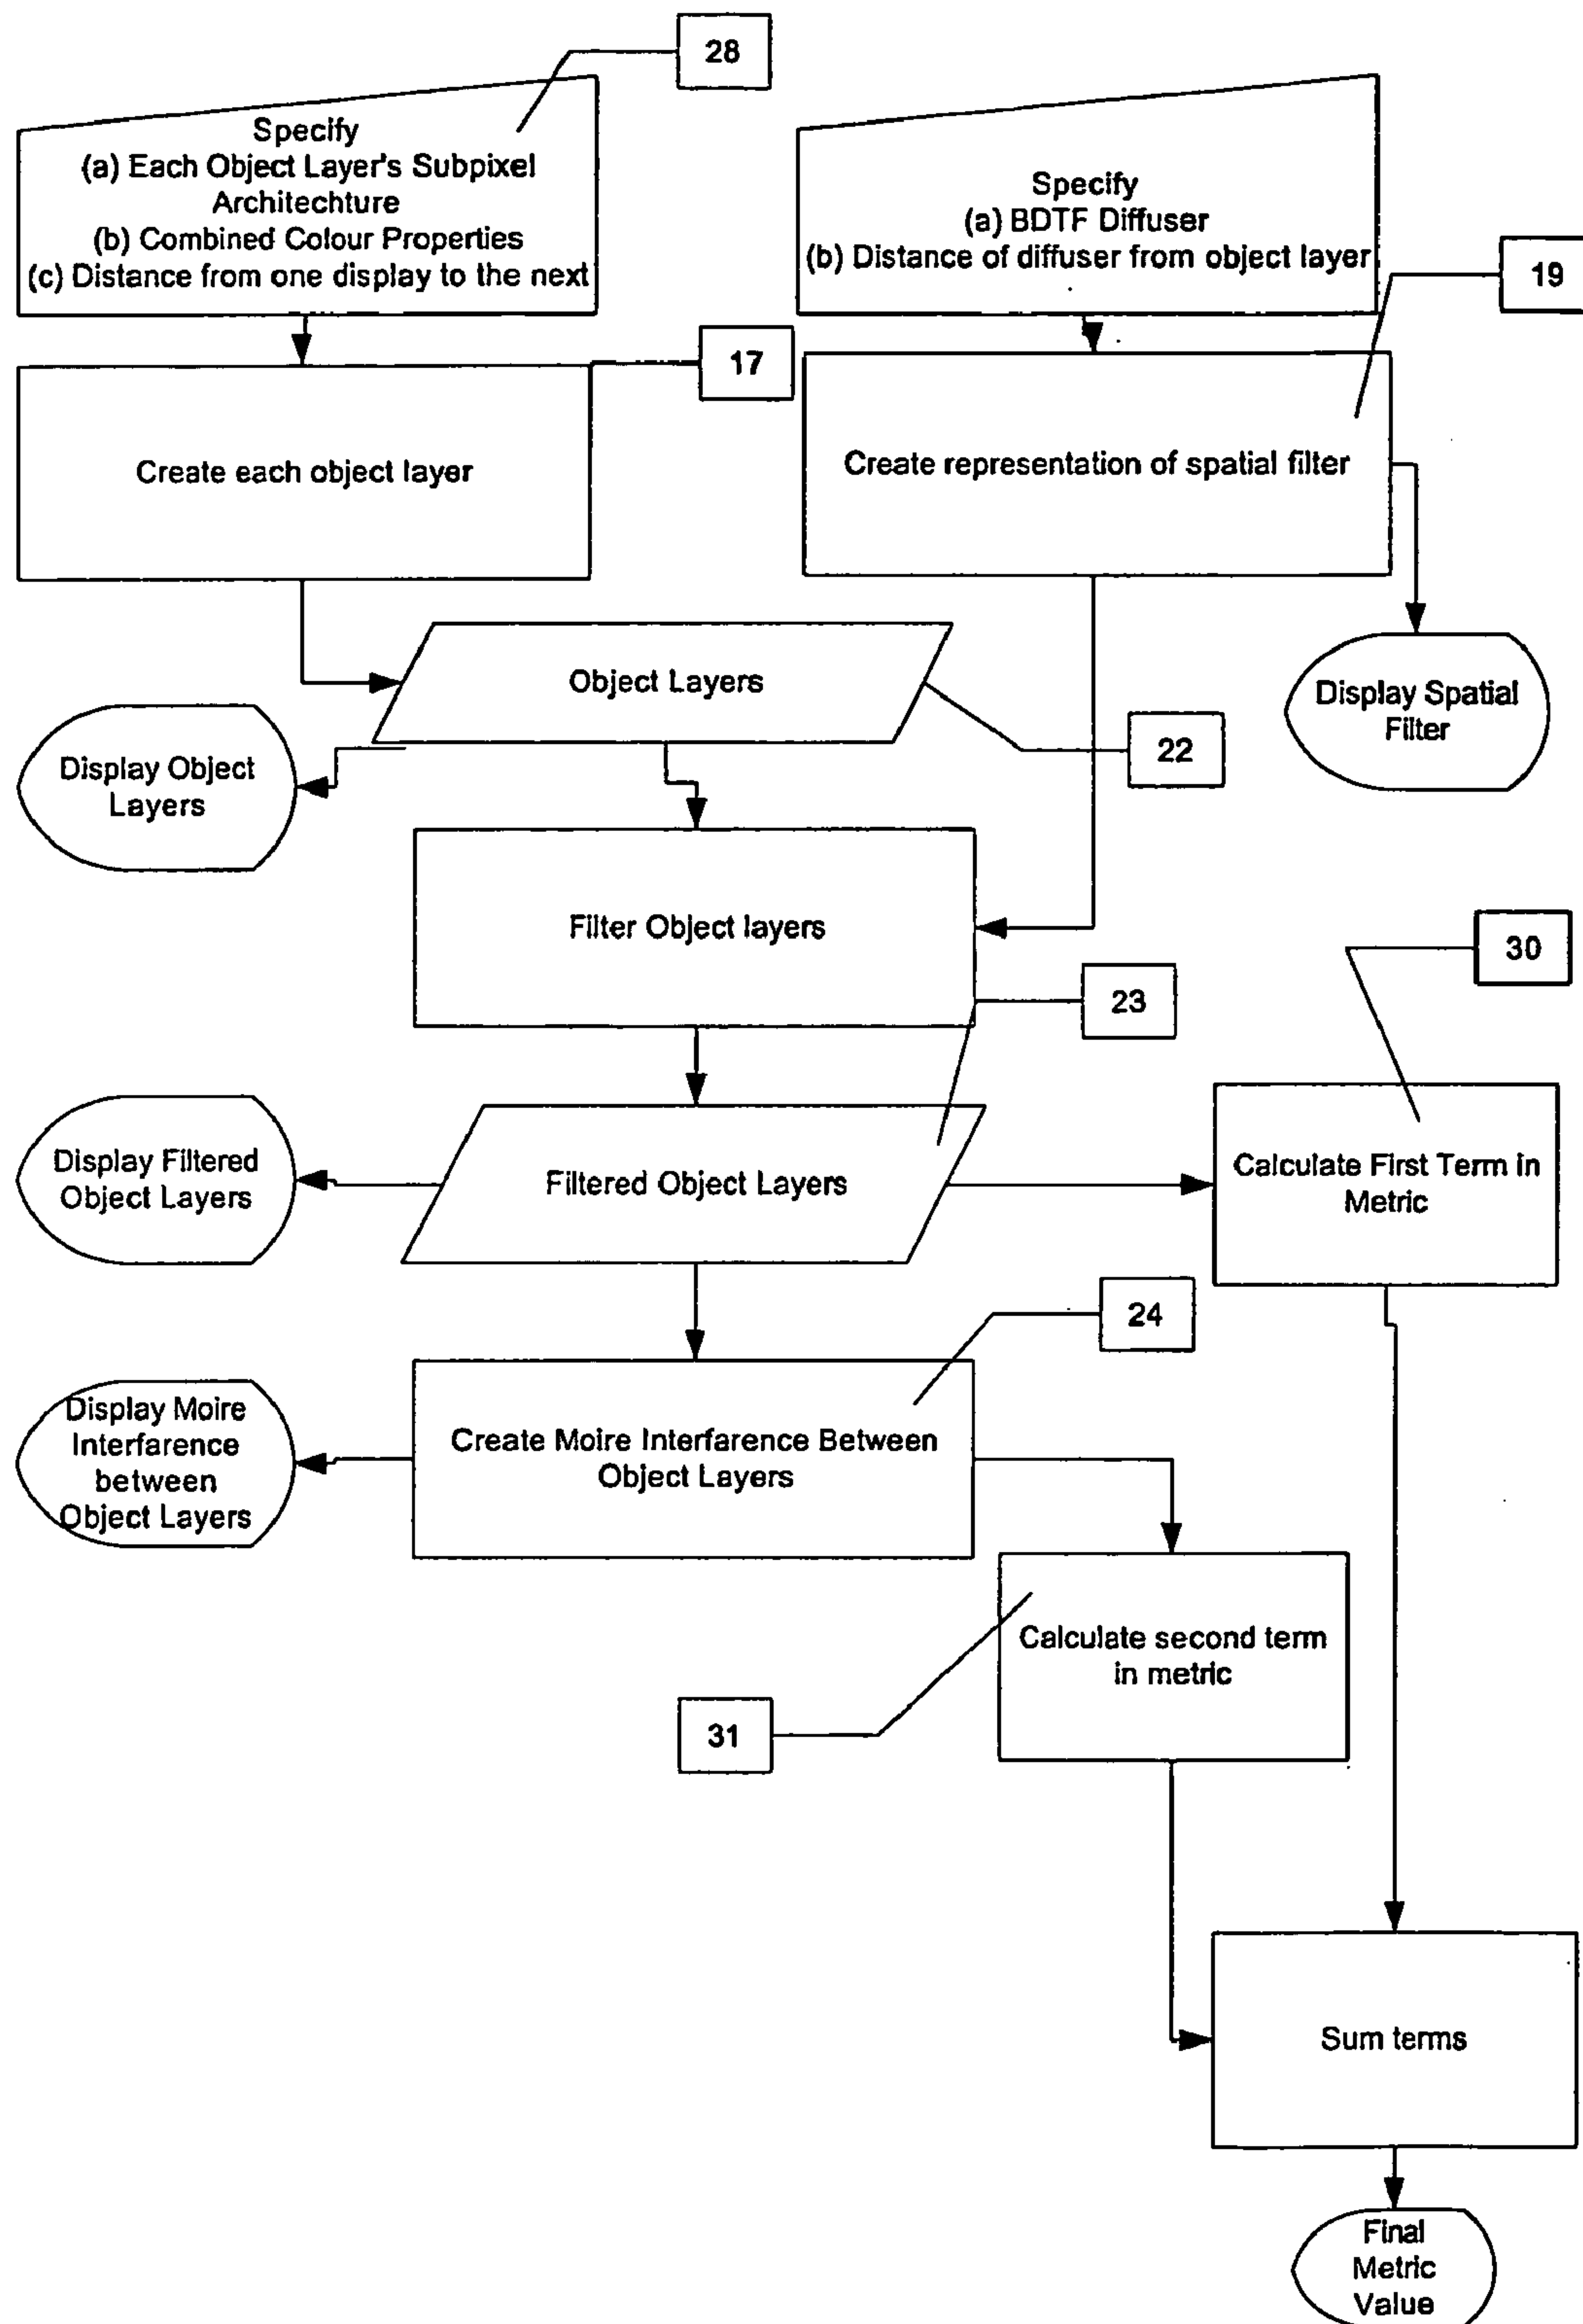 28
Specify
(a) Each Object Layer's Subpixel
Architechture
(b) Combined Colour Properties
(c) Distance from one display to the next
Specify
(a) BDTF Diffuser
(b) Distance of diffuser from object layer
19
17
Create each object layer
Create representation of spatial filter
Object Layers
Display Spatial
Filter
22
Display Object
Layers
Filter Object layers
30
23
Display Filtered
Object Layers
Filtered Object Layers
Calculate First Term in
Metric
24
Display Moire
Interfarence
between
Object Layers
Create Moire Interfarence Between
Object Layers
Calculate second term
in metric
31
Sum terms
Final
Metric
Value